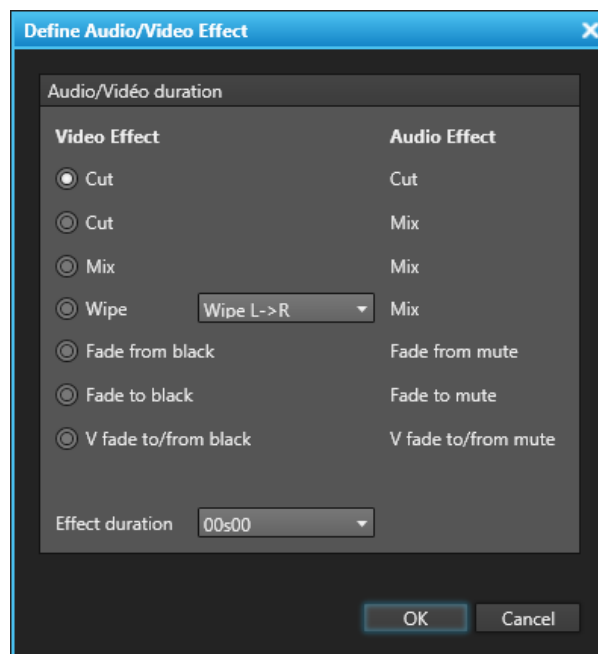 Define Audio/Video Effect
Audio/Vidéo duration
Video Effect Audio Effect
Cut Cut
Cut Mix
Mix Mix
Wipe Wipe L->R Mix
Fade from black Fade from mute
Fade to black Fade to mute
V fade to/from black V fade to/from mute
Effect duration 00s00
OK Cancel